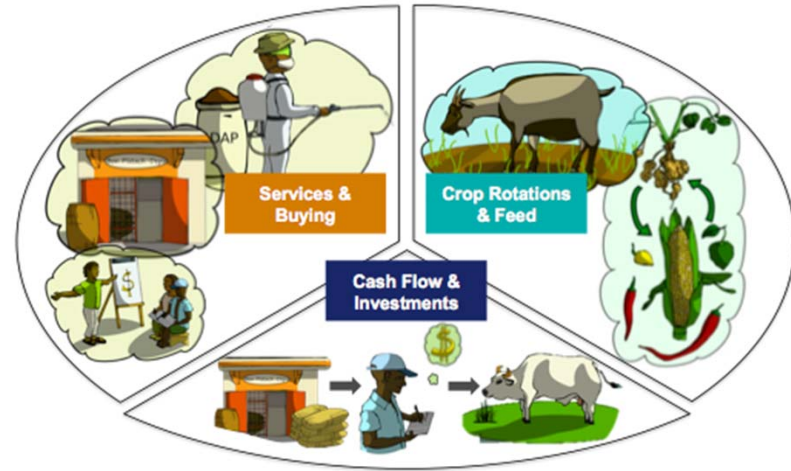 DAP
Services &
Buying
Crop Rotations
& Feed
Cash Flow &
Investments
$
$